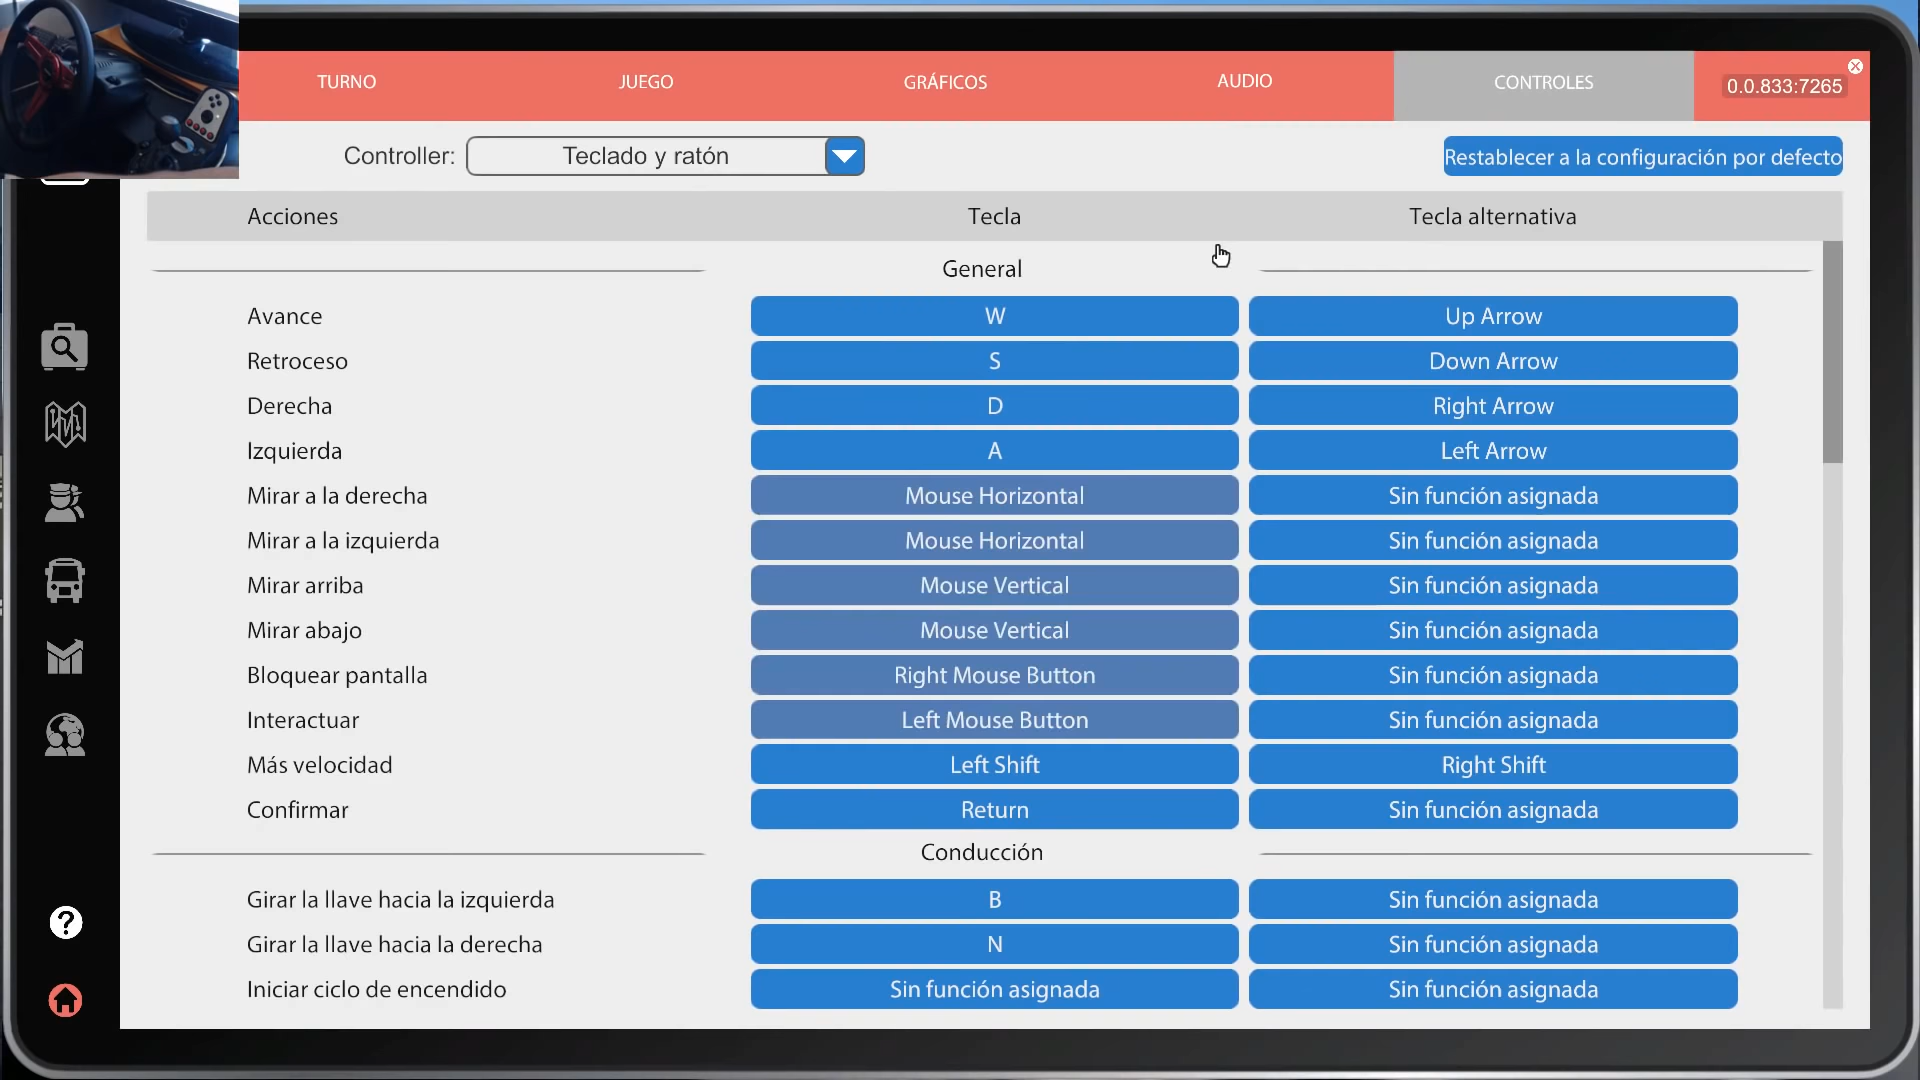 TURNO JUEGO GRÁFICOS AUDIO CONTROLES 0.0.833:7265
Controller: Teclado y ratón Restablecer a la configuración por defecto
Acciones Tecla Tecla alternativa
General
Avance W Up Arrow
Retroceso S Down Arrow
Derecha D Right Arrow
Izquierda A Left Arrow
Mirar a la derecha Mouse Horizontal Sin función asignada
Mirar a la izquierda Mouse Horizontal Sin función asignada
Mirar arriba Mouse Vertical Sin función asignada
Mirar abajo Mouse Vertical Sin función asignada
Bloquear pantalla Right Mouse Button Sin función asignada
Interactuar Left Mouse Button Sin función asignada
Más velocidad Left Shift Right Shift
Confirmar Return Sin función asignada
Conducción
Girar la llave hacia la izquierda B Sin función asignada
Girar la llave hacia la derecha N Sin función asignada
Iniciar ciclo de encendido Sin función asignada Sin función asignada